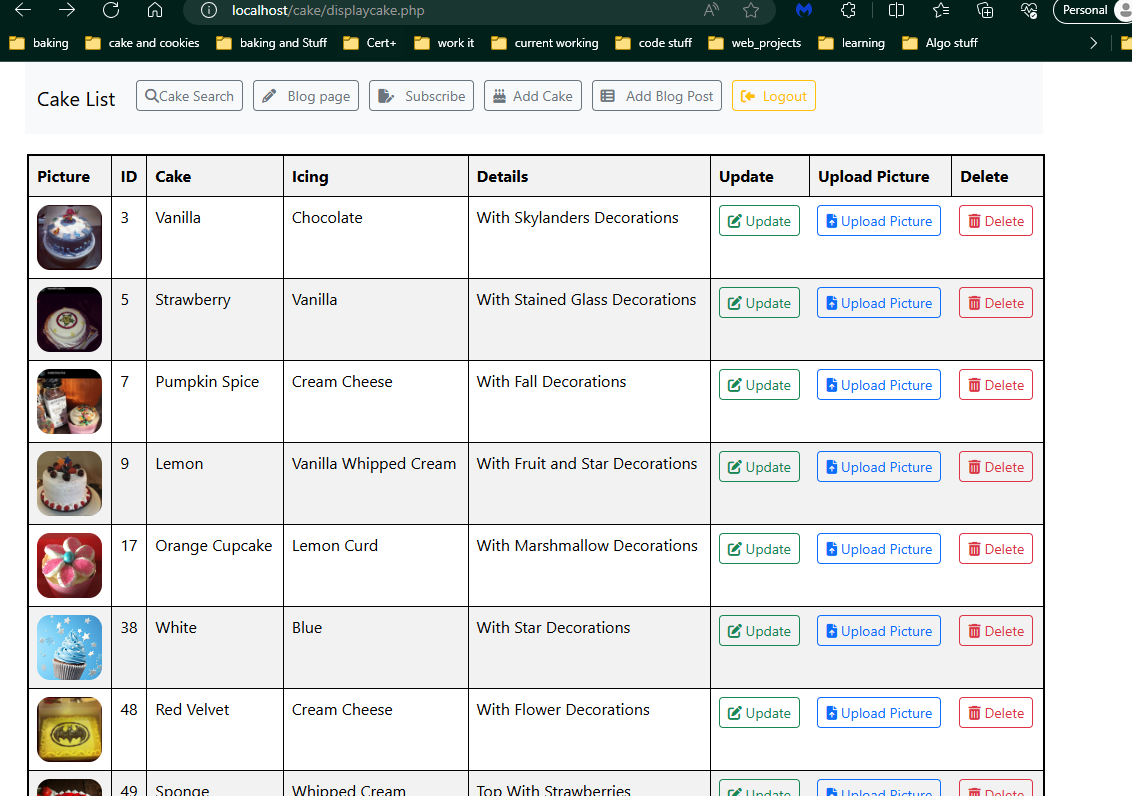 localhost/cake/displaycake.php
Personal
baking cake and cookies baking and Stuff Cert+ work it current working code stuff web_projects learning Algo stuff
Cake List Cake Search Blog page Subscribe Add Cake Add Blog Post Logout
Picture ID Cake Icing Details Update Upload Picture Delete
3 Vanilla Chocolate With Skylanders Decorations Update Upload Picture Delete
5 Strawberry Vanilla With Stained Glass Decorations Update Upload Picture Delete
7 Pumpkin Spice Cream Cheese With Fall Decorations Update Upload Picture Delete
9 Lemon Vanilla Whipped Cream With Fruit and Star Decorations Update Upload Picture Delete
17 Orange Cupcake Lemon Curd With Marshmallow Decorations Update Upload Picture Delete
38 White Blue With Star Decorations Update Upload Picture Delete
48 Red Velvet Cream Cheese With Flower Decorations Update Upload Picture Delete
49 Sponge Whipped Cream Top With Strawberries Update Upload Picture Delete